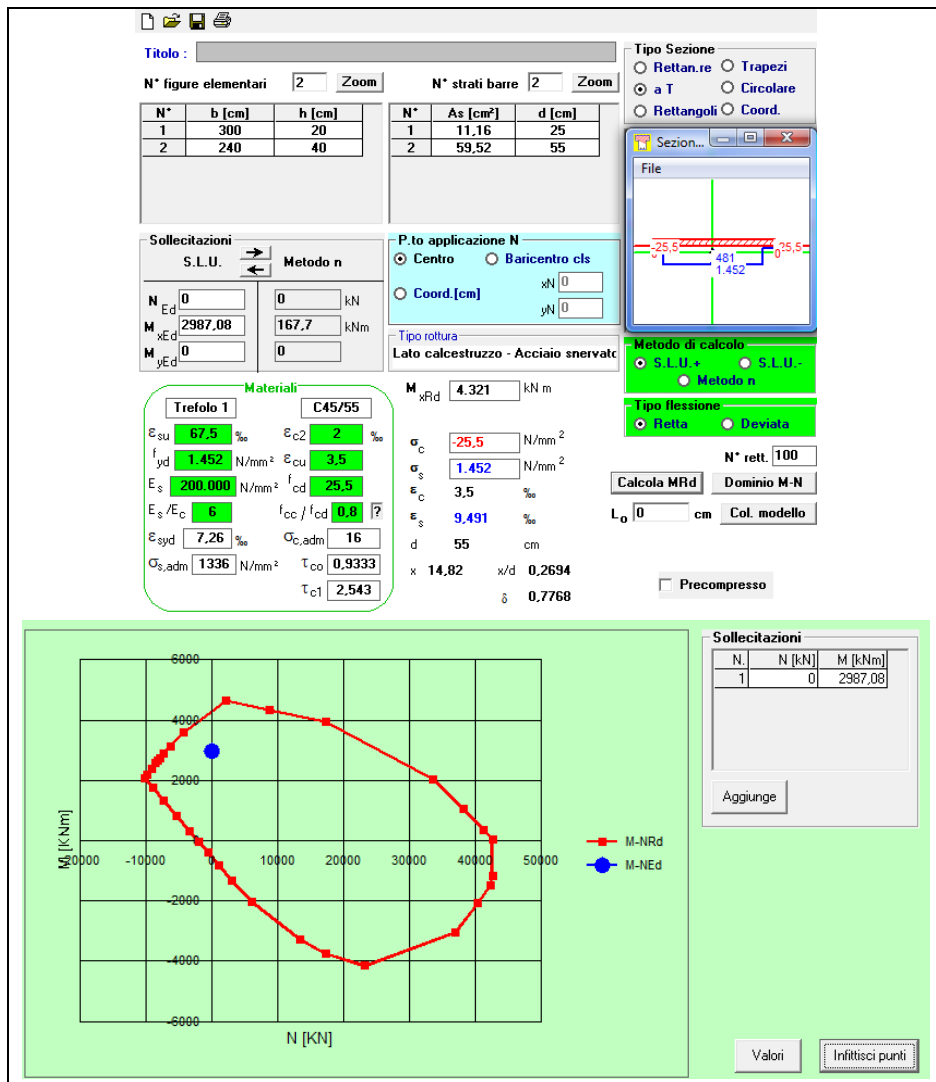 Titolo :
N° figure elementari 2 Zoom
N° strati barre 2 Zoom
N° b [cm] h [cm]
1 300 20
2 240 40
N° As [cm²] d [cm]
1 11,16 25
2 59,52 55
Tipo Sezione
Rettan.re Trapezi
a T Circolare
Rettangoli Coord.
Sezion...
File
-25,5 -25,5
0 481 0
1.452
Sollecitazioni
S.L.U. Metodo n
N Ed 0 0 kN
M xEd 2987,08 167,7 kNm
M yEd 0 0
P.to applicazione N
Centro Baricentro cls
Coord.[cm] xN 0
yN 0
Tipo rottura
Lato calcestruzzo - Acciaio snervato
Metodo di calcolo
S.L.U.+ S.L.U.-
Metodo n
Tipo flessione
Retta Deviata
N° rett. 100
Calcola MRd Dominio M-N
L₀ 0 cm Col. modello
Precompresso
Materiali
Trefolo 1 C45/55
εsu 67,5 ‰ εc2 2 ‰
fyd 1.452 N/mm² εcu 3,5
Es 200.000 N/mm² fcd 25,5
Es/Ec 6 fcc / fcd 0,8 ?
εsyd 7,26 ‰ σc,adm 16
σs,adm 1336 N/mm² τco 0,9333
τc1 2,543
M xRd 4.321 kN m
σc -25,5 N/mm²
σs 1.452 N/mm²
εc 3,5 ‰
εs 9,491 ‰
d 55 cm
x 14,82 x/d 0,2694
δ 0,7768
6000
4000
2000
-20000 -10000 0 10000 20000 30000 40000 50000
-2000
-4000
-6000
M [KNm]
N [KN]
M-NRd
M-NEd
Sollecitazioni
N. N [kN] M [kNm]
1 0 2987,08
Aggiunge
Valori Infittisci punti